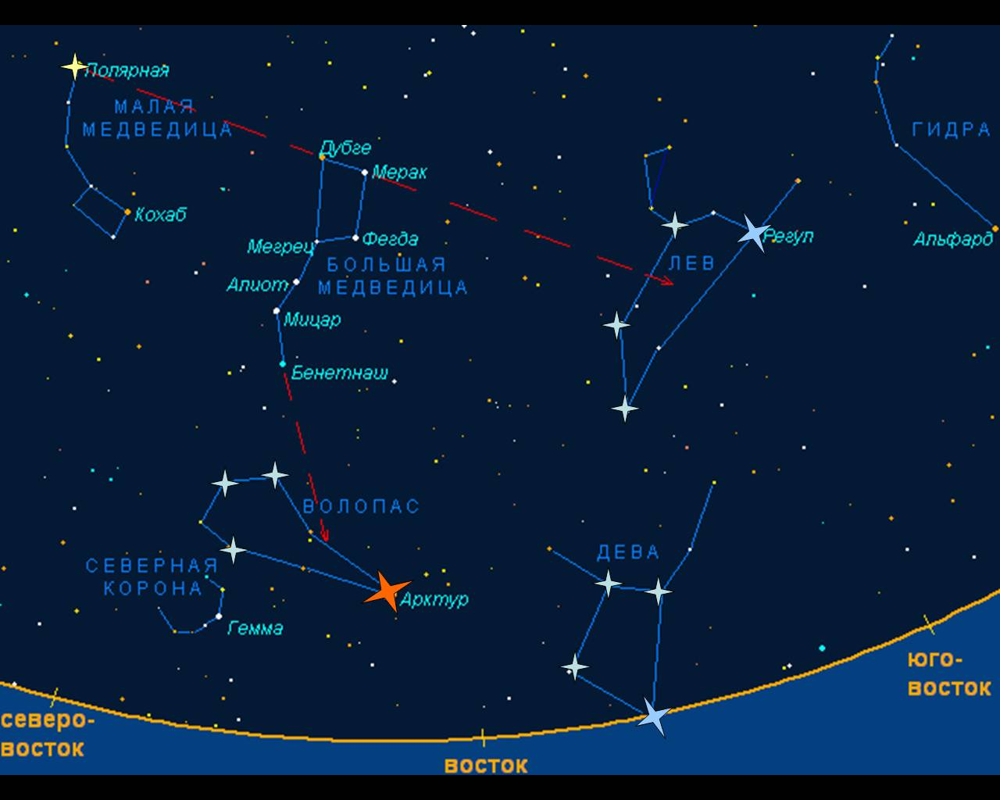 Полярная
МАЛАЯ
МЕДВЕДИЦА
ГИДРА
Дубге
Мерак
Кохаб
Мегрец
Фегда
Регул
Альфард
БОЛЬШАЯ
МЕДВЕДИЦА
ЛЕВ
Алиот
Мицар
Бенетнаш
ВОЛОПАС
СЕВЕРНАЯ
КОРОНА
ДЕВА
Арктур
Гемма
юго-
восток
северо-
восток
восток